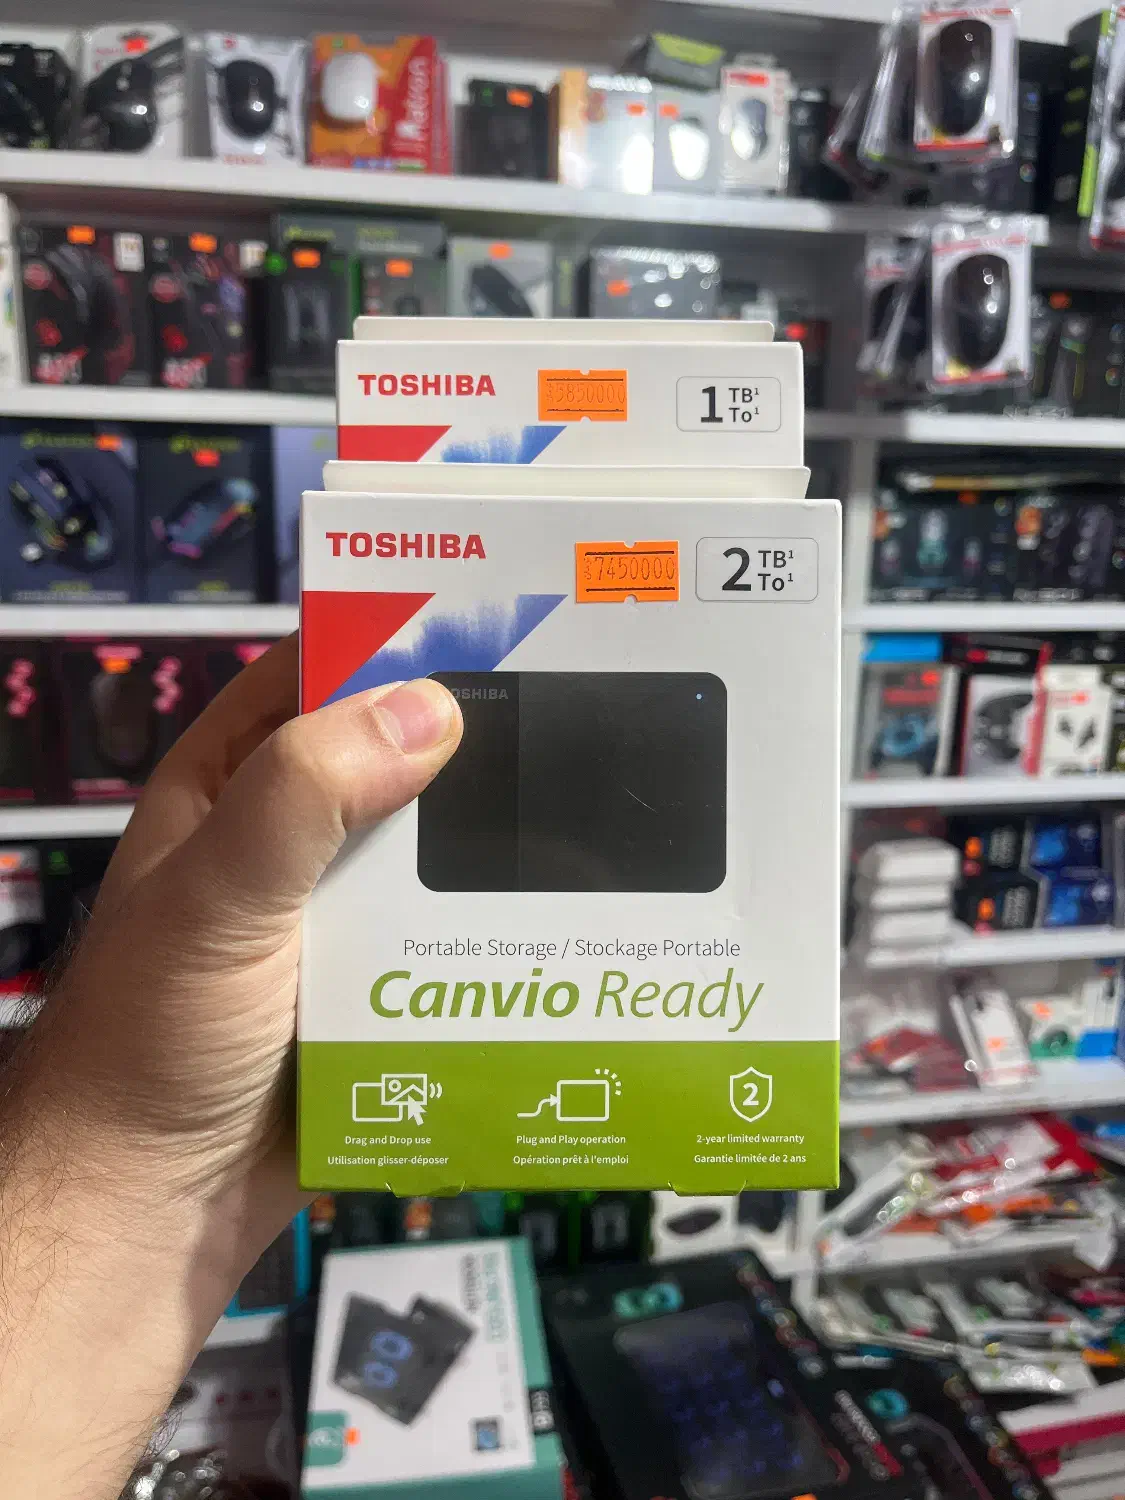 TOSHIBA
5850000
1 TB¹
To¹
TOSHIBA
7450000
2 TB¹
To¹
OSHIBA
Portable Storage / Stockage Portable
Canvio Ready
Drag and Drop use
Utilisation glisser-déposer
Plug and Play operation
Opération prêt à l'emploi
2
2-year limited warranty
Garantie limitée de 2 ans